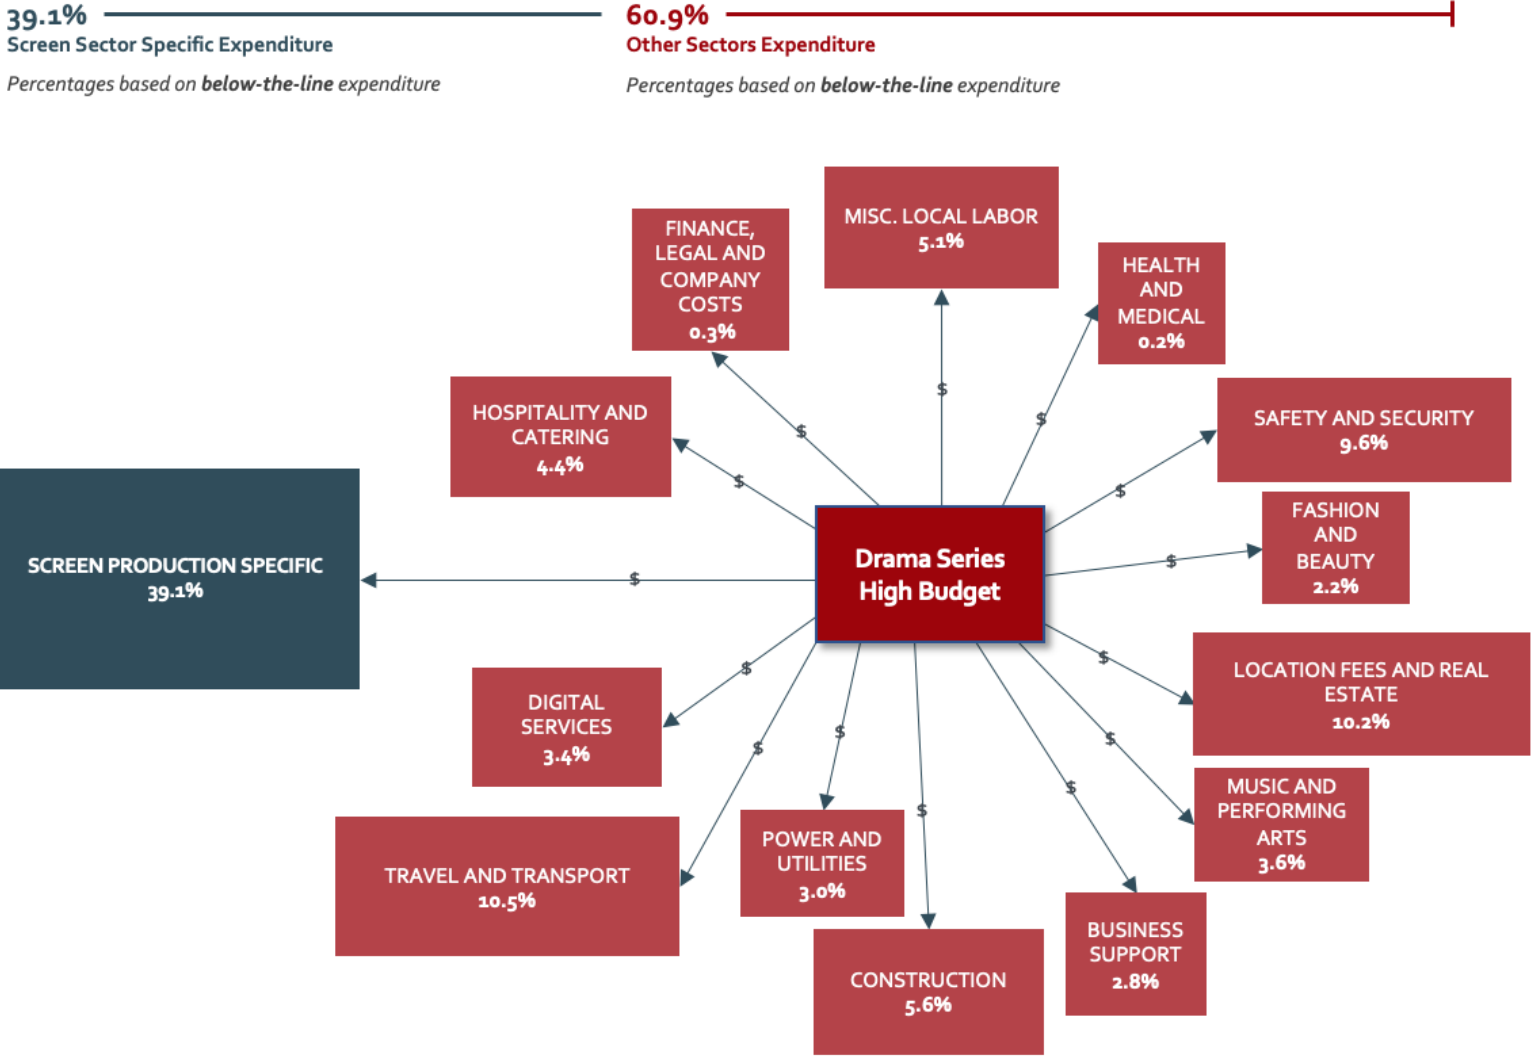 39.1%
Screen Sector Specific Expenditure
Percentages based on below-the-line expenditure
60.9%
Other Sectors Expenditure
Percentages based on below-the-line expenditure
MISC. LOCAL LABOR
5.1%
FINANCE,
LEGAL AND
COMPANY
COSTS
0.3%
HEALTH
AND
MEDICAL
0.2%
HOSPITALITY AND
CATERING
4.4%
SAFETY AND SECURITY
9.6%
$
$
$
$
$
FASHION
AND
BEAUTY
2.2%
SCREEN PRODUCTION SPECIFIC
39.1%
$
Drama Series
High Budget
$
LOCATION FEES AND REAL
ESTATE
10.2%
$
$
$
$
$
$
$
DIGITAL
SERVICES
3.4%
MUSIC AND
PERFORMING
ARTS
3.6%
TRAVEL AND TRANSPORT
10.5%
POWER AND
UTILITIES
3.0%
BUSINESS
SUPPORT
2.8%
CONSTRUCTION
5.6%